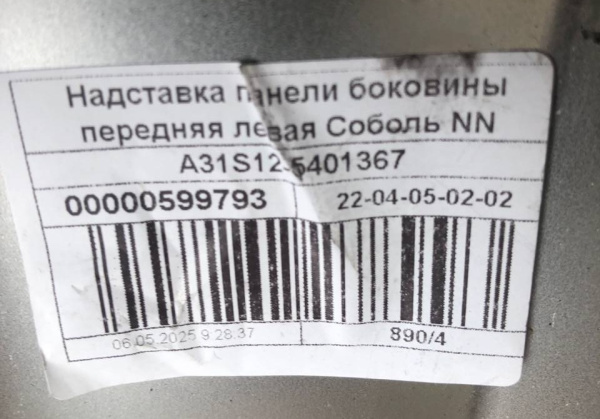 Надставка панели боковины
передняя левая Соболь NN
A31S12-5401367
00000599793 22-04-05-02-02
06.05.2025 9:28:37 890/4